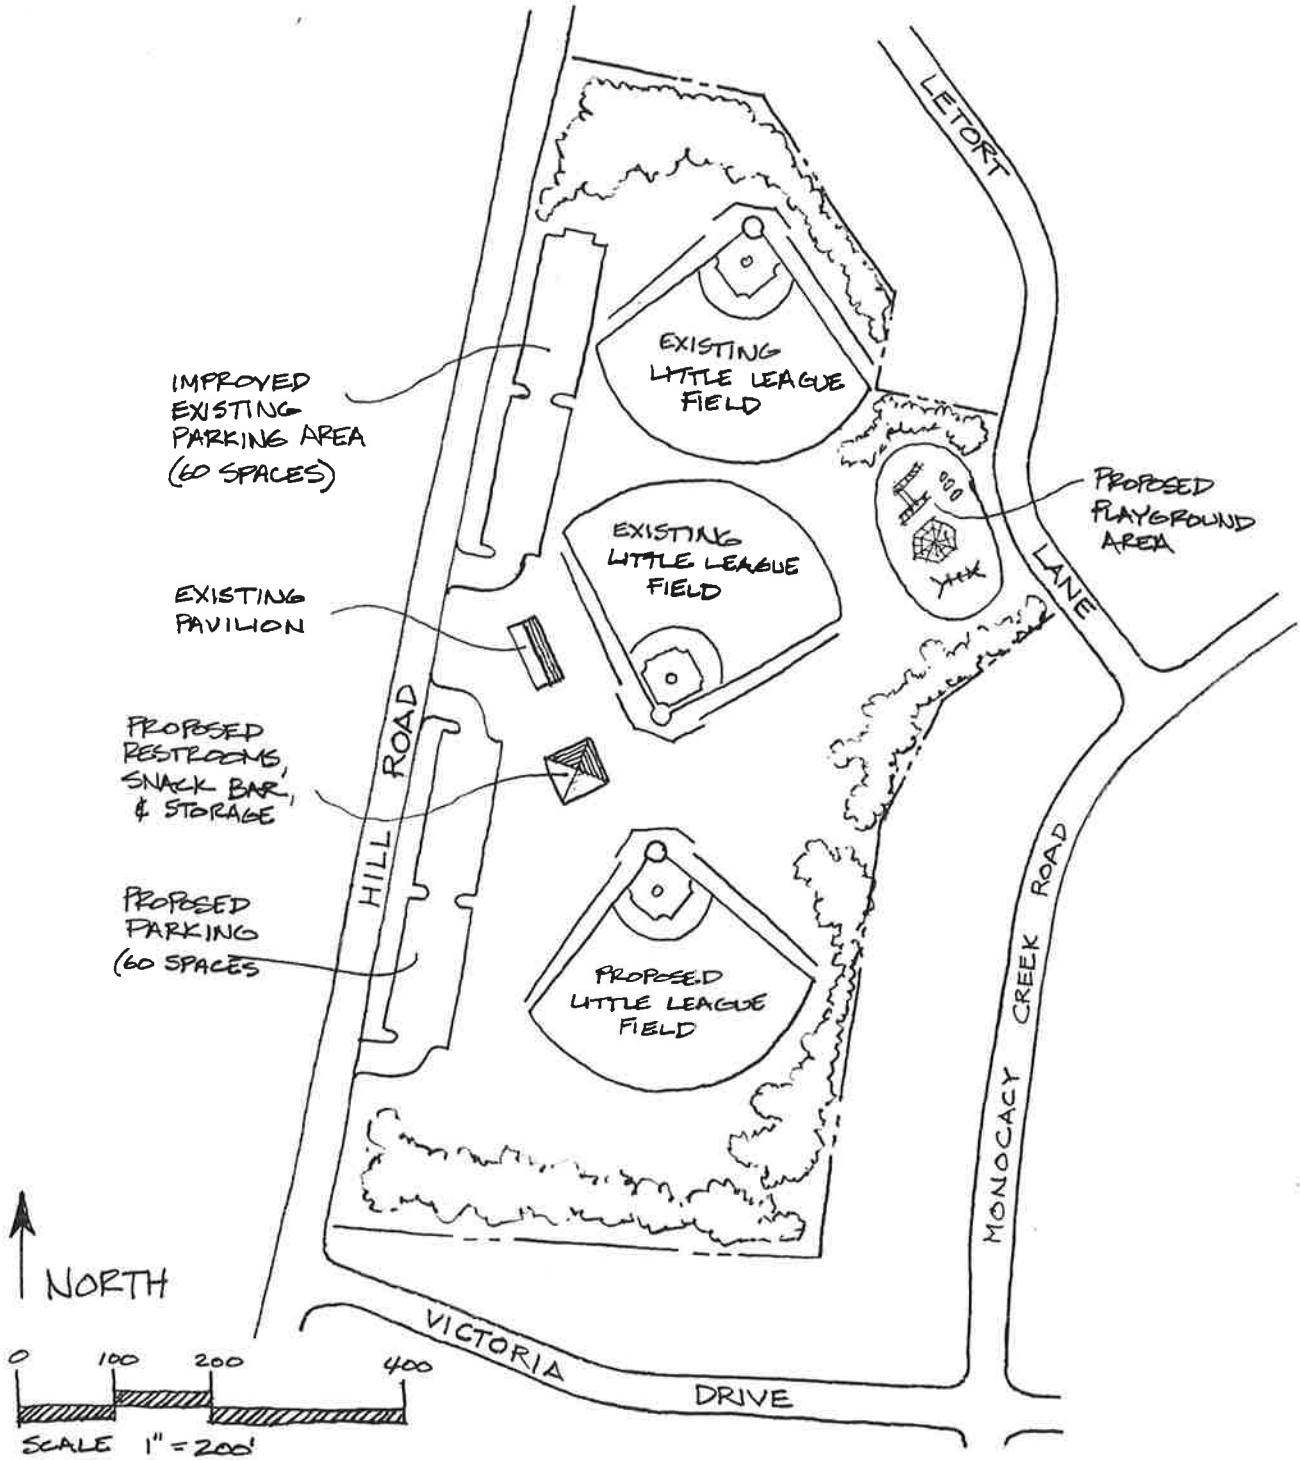 LETORT
IMPROVED
EXISTING
PARKING AREA
(60 SPACES)
EXISTING
LITTLE LEAGUE
FIELD
PROPOSED
PLAYGROUND
AREA
EXISTING
LITTLE LEAGUE
FIELD
LANE
EXISTING
PAVILION
PROPOSED
RESTROOMS,
SNACK BAR,
& STORAGE
HILL ROAD
PROPOSED
PARKING
(60 SPACES
PROPOSED
LITTLE LEAGUE
FIELD
MONOCACY CREEK ROAD
NORTH
VICTORIA DRIVE
0 100 200 400
SCALE 1" = 200'